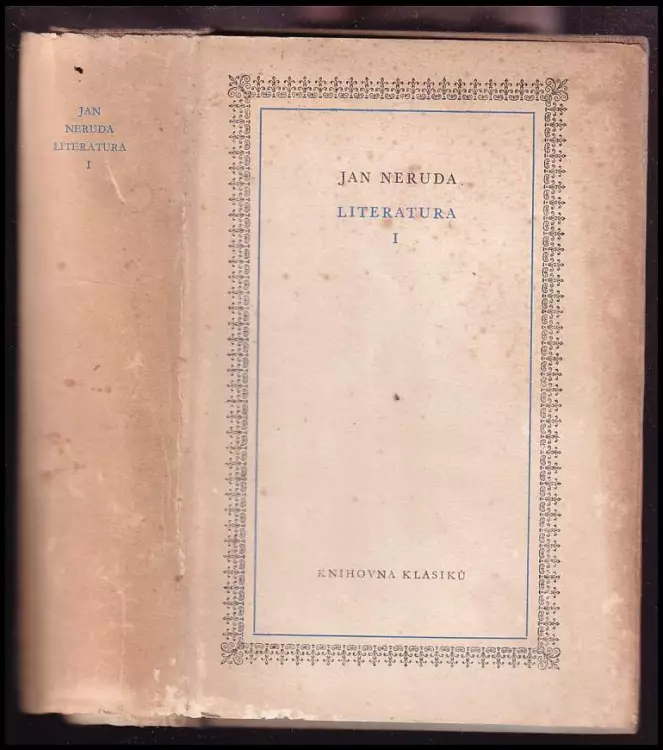 JAN
NERUDA
LITERATURA
I
JAN NERUDA
LITERATURA
I
KNIHOVNA KLASIKŮ